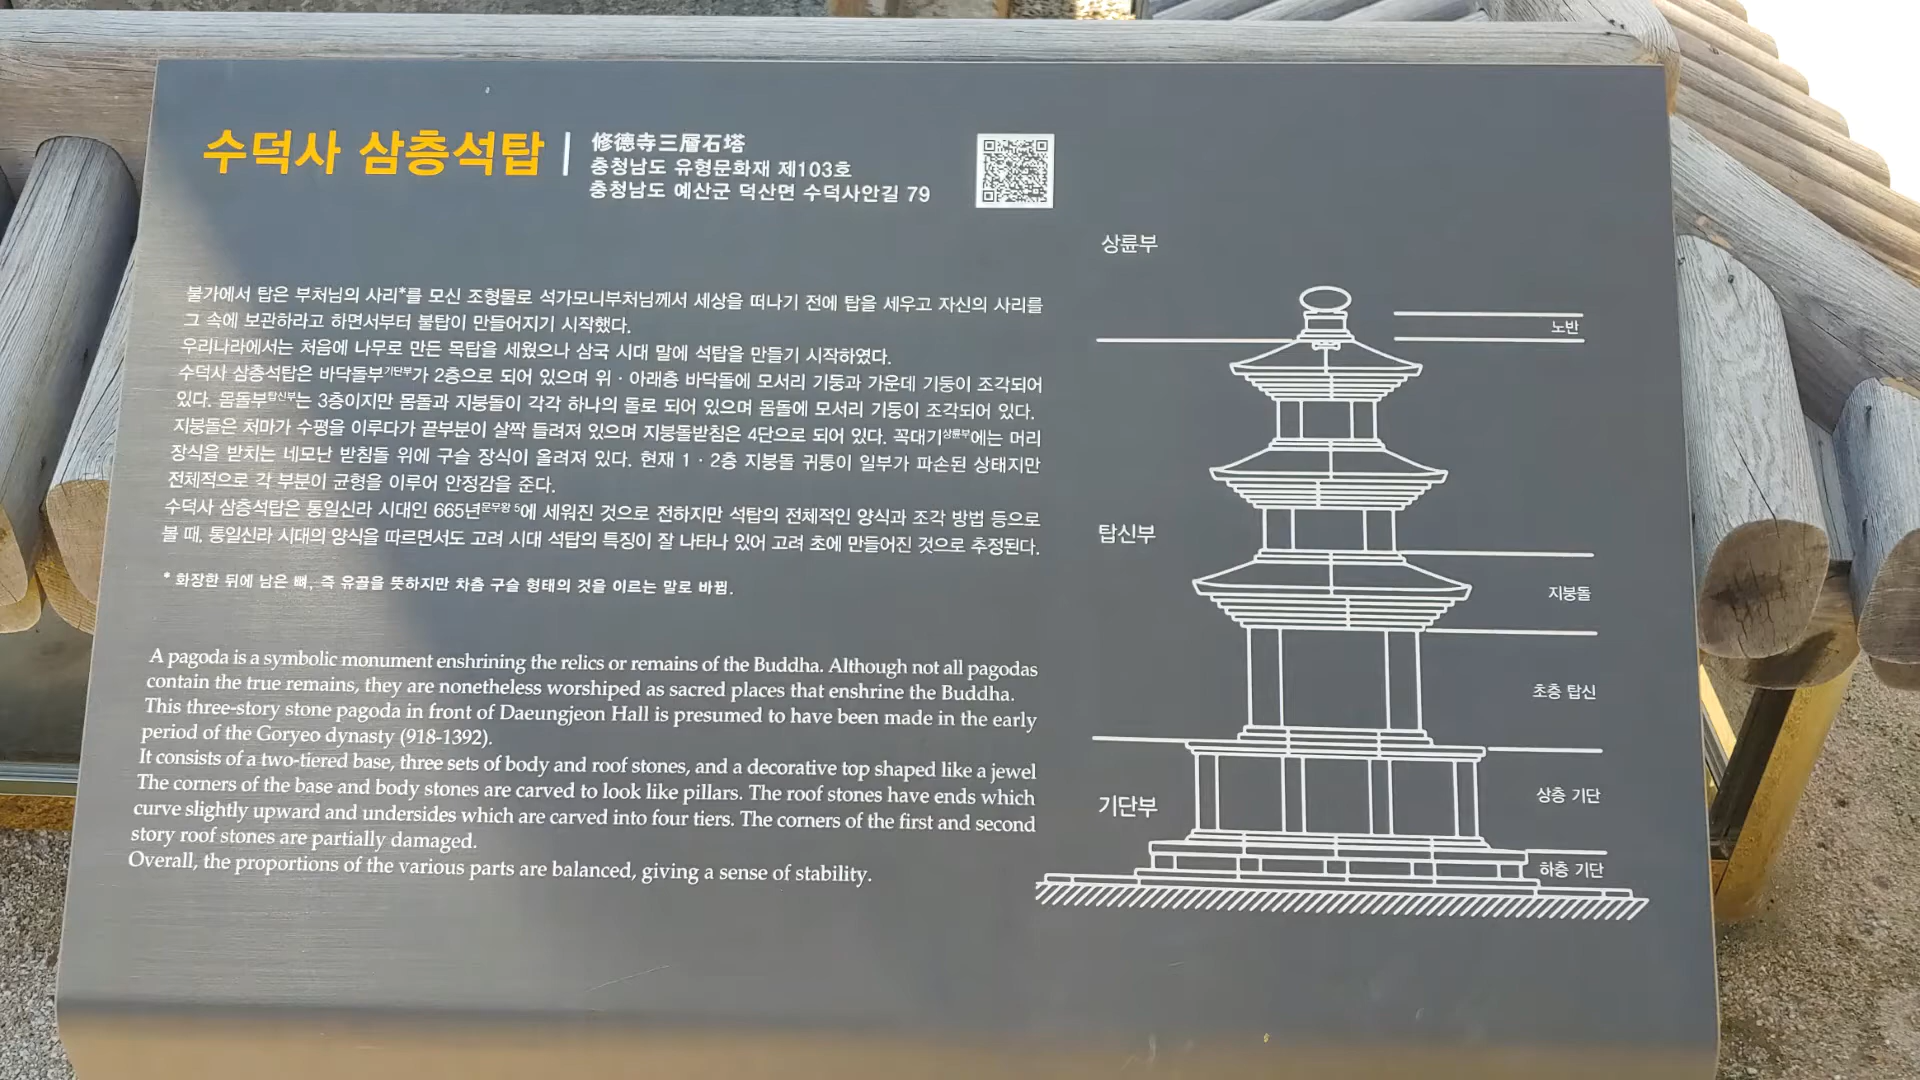 수덕사 삼층석탑
修德寺三層石塔
충청남도 유형문화재 제103호
충청남도 예산군 덕산면 수덕사안길 79
불가에서 탑은 부처님의 사리*를 모신 조형물로 석가모니부처님께서 세상을 떠나기 전에 탑을 세우고 자신의 사리를
그 속에 보관하라고 하면서부터 불탑이 만들어지기 시작했다.
우리나라에서는 처음에 나무로 만든 목탑을 세웠으나 삼국 시대 말에 석탑을 만들기 시작하였다.
수덕사 삼층석탑은 바닥돌부기단부가 2층으로 되어 있으며 위 · 아래층 바닥돌에 모서리 기둥과 가운데 기둥이 조각되어
있다. 몸돌부탑신부는 3층이지만 몸돌과 지붕돌이 각각 하나의 돌로 되어 있으며 몸돌에 모서리 기둥이 조각되어 있다.
지붕돌은 처마가 수평을 이루다가 끝부분이 살짝 들려져 있으며 지붕돌받침은 4단으로 되어 있다. 꼭대기상륜부에는 머리
장식을 받치는 네모난 받침돌 위에 구슬 장식이 올려져 있다. 현재 1 · 2층 지붕돌 귀퉁이 일부가 파손된 상태지만
전체적으로 각 부분이 균형을 이루어 안정감을 준다.
수덕사 삼층석탑은 통일신라 시대인 665년문무왕 5에 세워진 것으로 전하지만 석탑의 전체적인 양식과 조각 방법 등으로
볼 때, 통일신라 시대의 양식을 따르면서도 고려 시대 석탑의 특징이 잘 나타나 있어 고려 초에 만들어진 것으로 추정된다.
* 화장한 뒤에 남은 뼈, 즉 유골을 뜻하지만 차츰 구슬 형태의 것을 이르는 말로 바뀜.
A pagoda is a symbolic monument enshrining the relics or remains of the Buddha. Although not all pagodas
contain the true remains, they are nonetheless worshiped as sacred places that enshrine the Buddha.
This three-story stone pagoda in front of Daeungjeon Hall is presumed to have been made in the early
period of the Goryeo dynasty (918-1392).
It consists of a two-tiered base, three sets of body and roof stones, and a decorative top shaped like a jewel
The corners of the base and body stones are carved to look like pillars. The roof stones have ends which
curve slightly upward and undersides which are carved into four tiers. The corners of the first and second
story roof stones are partially damaged.
Overall, the proportions of the various parts are balanced, giving a sense of stability.
상륜부
노반
탑신부
지붕돌
초층 탑신
기단부
상층 기단
하층 기단